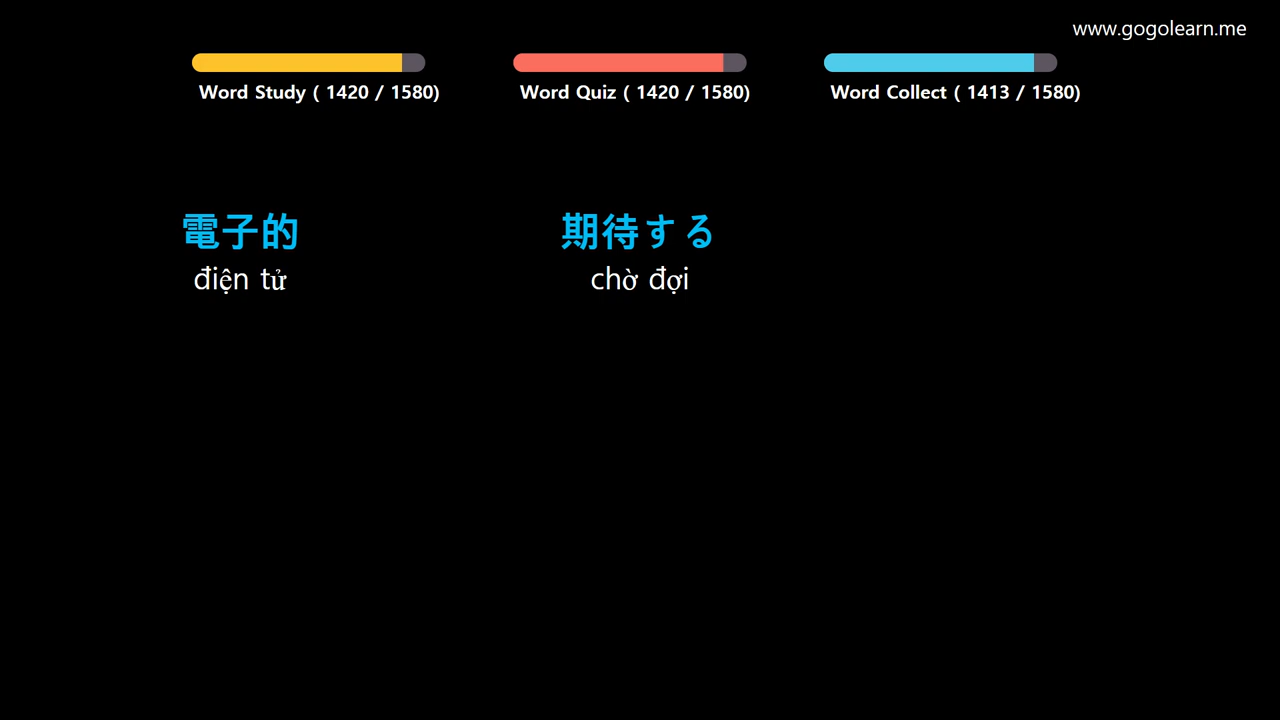 www.gogolearn.me
Word Study ( 1420 / 1580)
Word Quiz ( 1420 / 1580)
Word Collect ( 1413 / 1580)
電子的
điện tử
期待する
chờ đợi